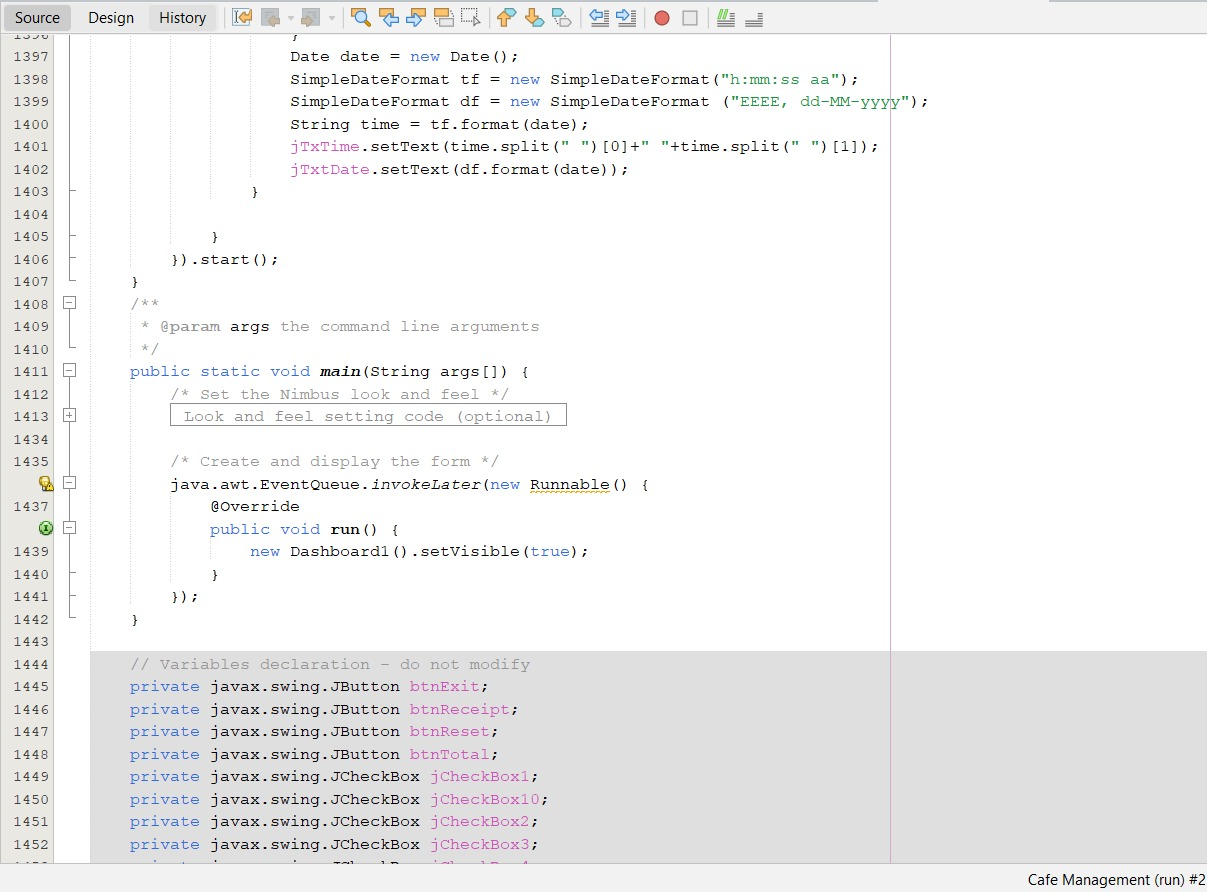 Source Design History
1396 }
1397 Date date = new Date();
1398 SimpleDateFormat tf = new SimpleDateFormat("h:mm:ss aa");
1399 SimpleDateFormat df = new SimpleDateFormat ("EEEE, dd-MM-yyyy");
1400 String time = tf.format(date);
1401 jTxTime.setText(time.split(" ")[0]+" "+time.split(" ")[1]);
1402 jTxtDate.setText(df.format(date));
1403 }
1404
1405 }
1406 }).start();
1407 }
1408 /**
1409 * @param args the command line arguments
1410 */
1411 public static void main(String args[]) {
1412 /* Set the Nimbus look and feel */
1413 Look and feel setting code (optional)
1434
1435 /* Create and display the form */
java.awt.EventQueue.invokeLater(new Runnable() {
1437 @Override
public void run() {
1439 new Dashboard1().setVisible(true);
1440 }
1441 });
1442 }
1443
1444 // Variables declaration - do not modify
1445 private javax.swing.JButton btnExit;
1446 private javax.swing.JButton btnReceipt;
1447 private javax.swing.JButton btnReset;
1448 private javax.swing.JButton btnTotal;
1449 private javax.swing.JCheckBox jCheckBox1;
1450 private javax.swing.JCheckBox jCheckBox10;
1451 private javax.swing.JCheckBox jCheckBox2;
1452 private javax.swing.JCheckBox jCheckBox3;
Cafe Management (run) #2